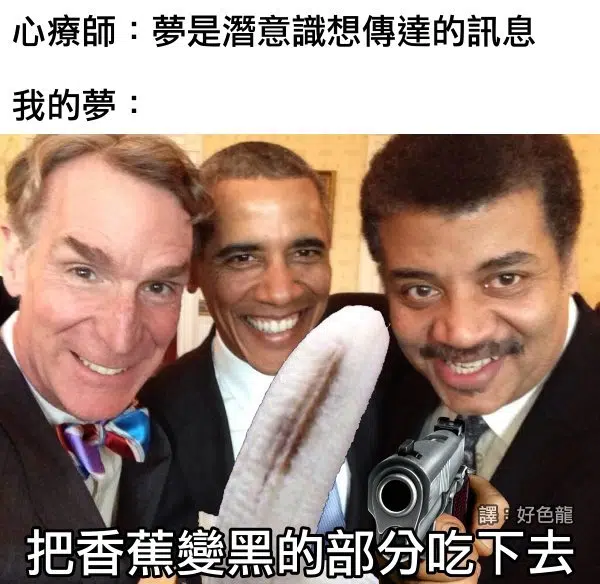 心療師：夢是潛意識想傳達的訊息
我的夢：
譯：好色龍
把香蕉變黑的部分吃下去